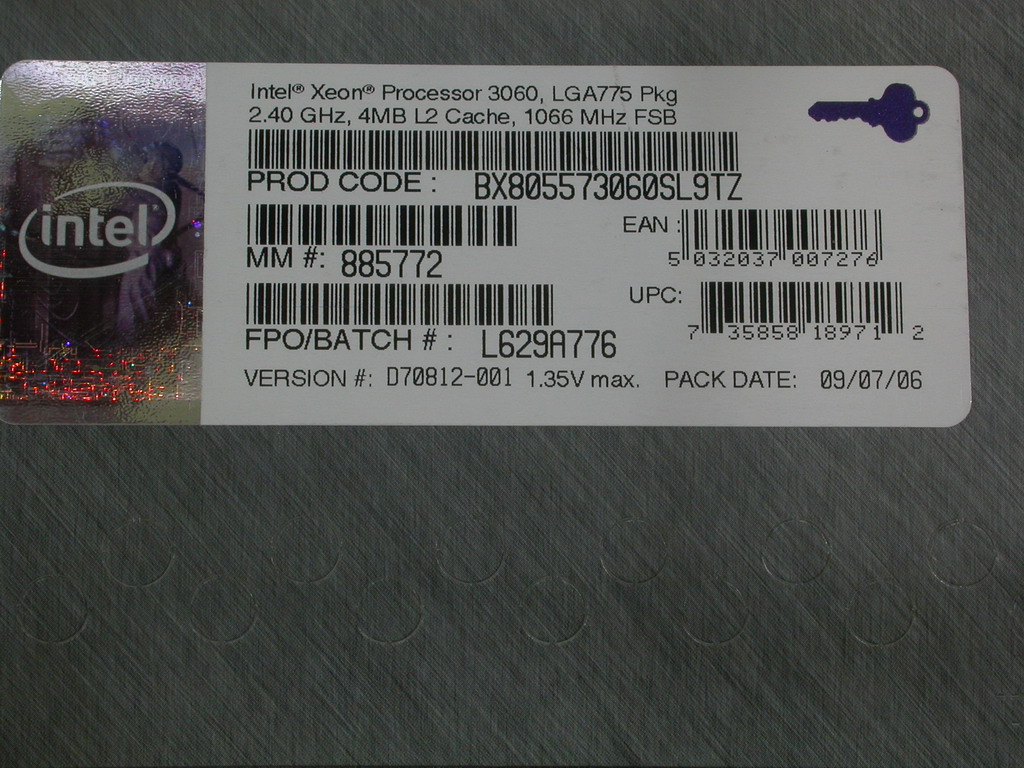 intel
Intel® Xeon® Processor 3060, LGA775 Pkg
2.40 GHz, 4MB L2 Cache, 1066 MHz FSB
PROD CODE : BX805573060SL9TZ
EAN :
5 032037 007276
MM #: 885772
UPC:
7 35858 18971 2
FPO/BATCH # : L629A776
VERSION #: D70812-001 1.35V max. PACK DATE: 09/07/06